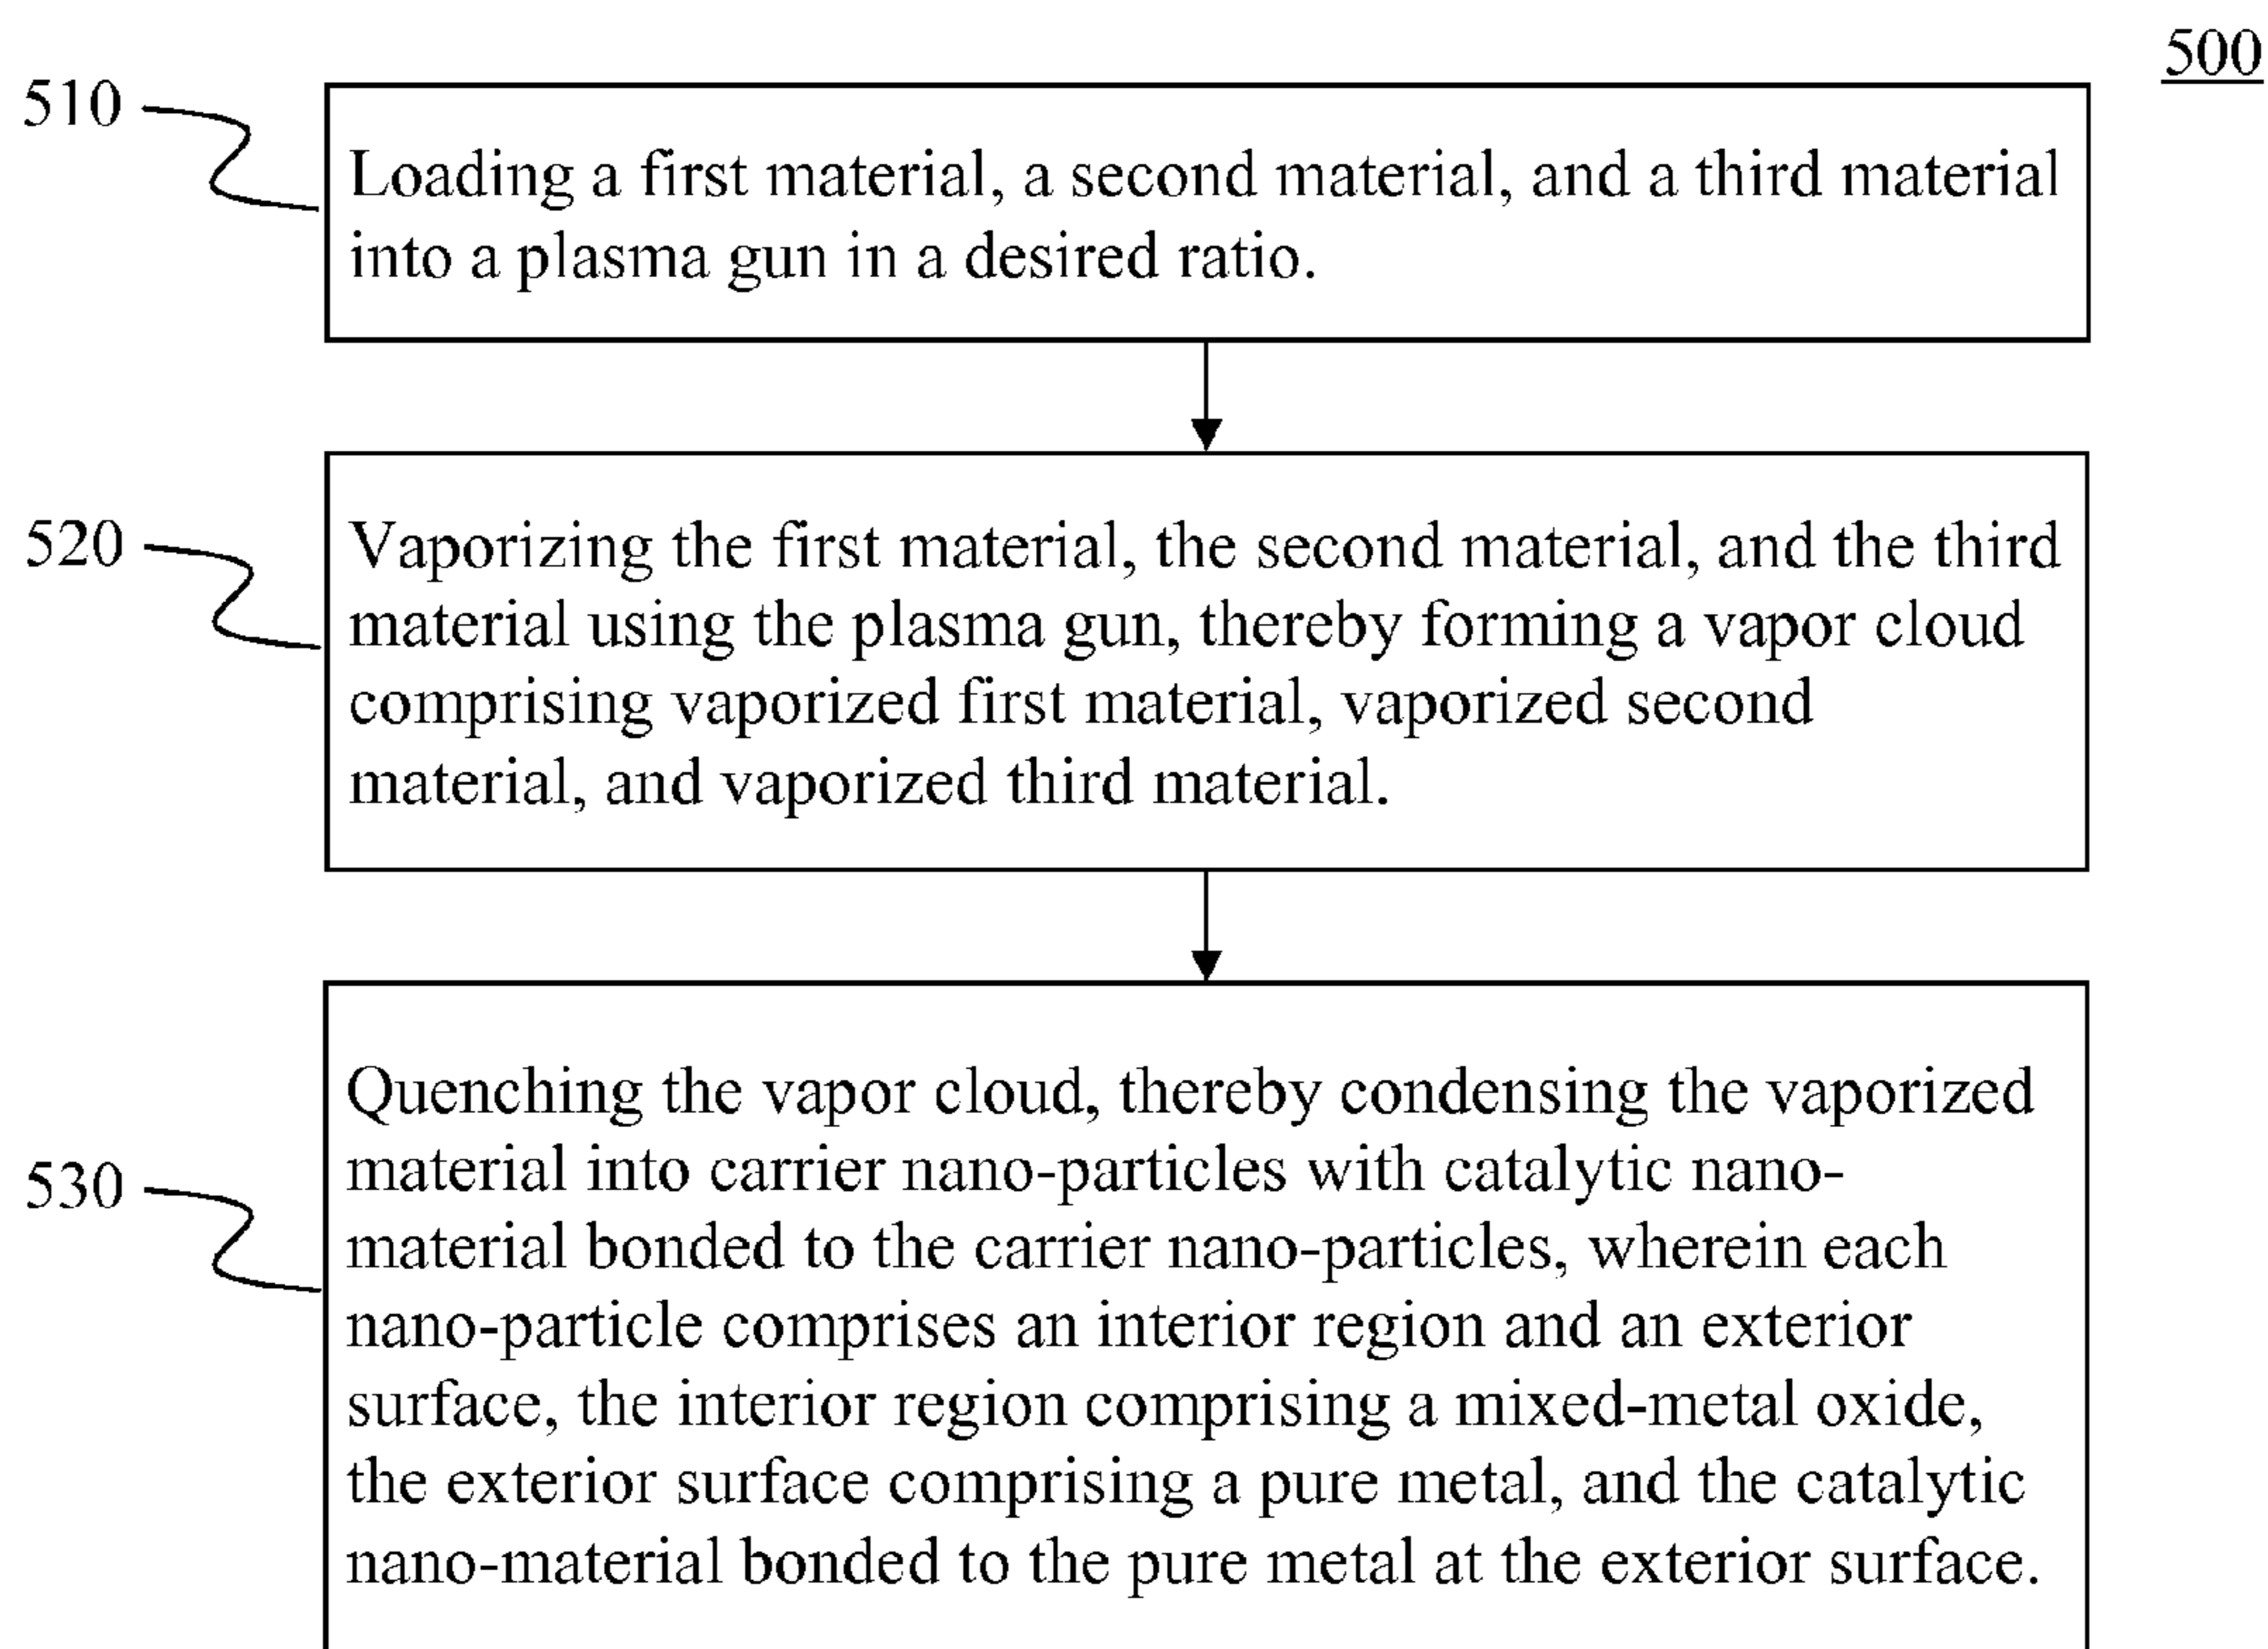 500
510
Loading a first material, a second material, and a third material
into a plasma gun in a desired ratio.
520
Vaporizing the first material, the second material, and the third
material using the plasma gun, thereby forming a vapor cloud
comprising vaporized first material, vaporized second
material, and vaporized third material.
530
Quenching the vapor cloud, thereby condensing the vaporized
material into carrier nano-particles with catalytic nano-
material bonded to the carrier nano-particles, wherein each
nano-particle comprises an interior region and an exterior
surface, the interior region comprising a mixed-metal oxide,
the exterior surface comprising a pure metal, and the catalytic
nano-material bonded to the pure metal at the exterior surface.